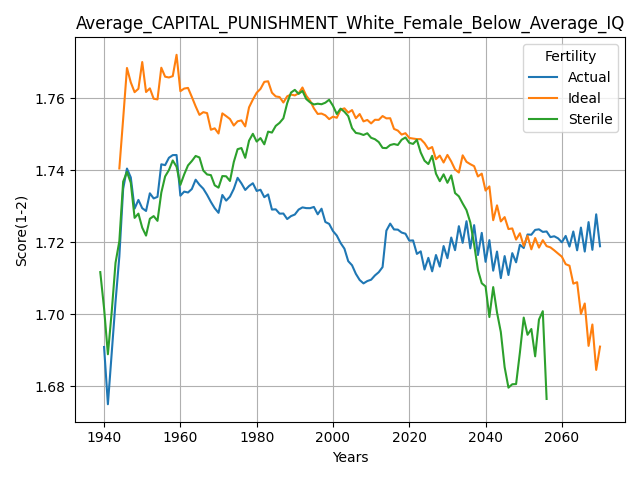 Average_CAPITAL_PUNISHMENT_White_Female_Below_Average_IQ
Fertility
Actual
Ideal
Sterile
Score(1-2)
1.76
1.74
1.72
1.70
1.68
1940 1960 1980 2000 2020 2040 2060
Years